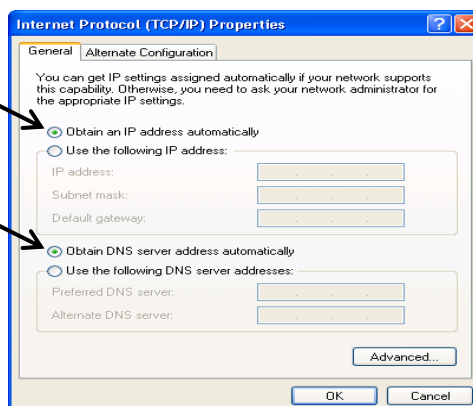 Internet Protocol (TCP/IP) Properties
General
Alternate Configuration
You can get IP settings assigned automatically if your network supports
this capability. Otherwise, you need to ask your network administrator for
the appropriate IP settings.
Obtain an IP address automatically
Use the following IP address:
IP address:
Subnet mask:
Default gateway:
Obtain DNS server address automatically
Use the following DNS server addresses:
Preferred DNS server:
Alternate DNS server:
Advanced...
OK
Cancel